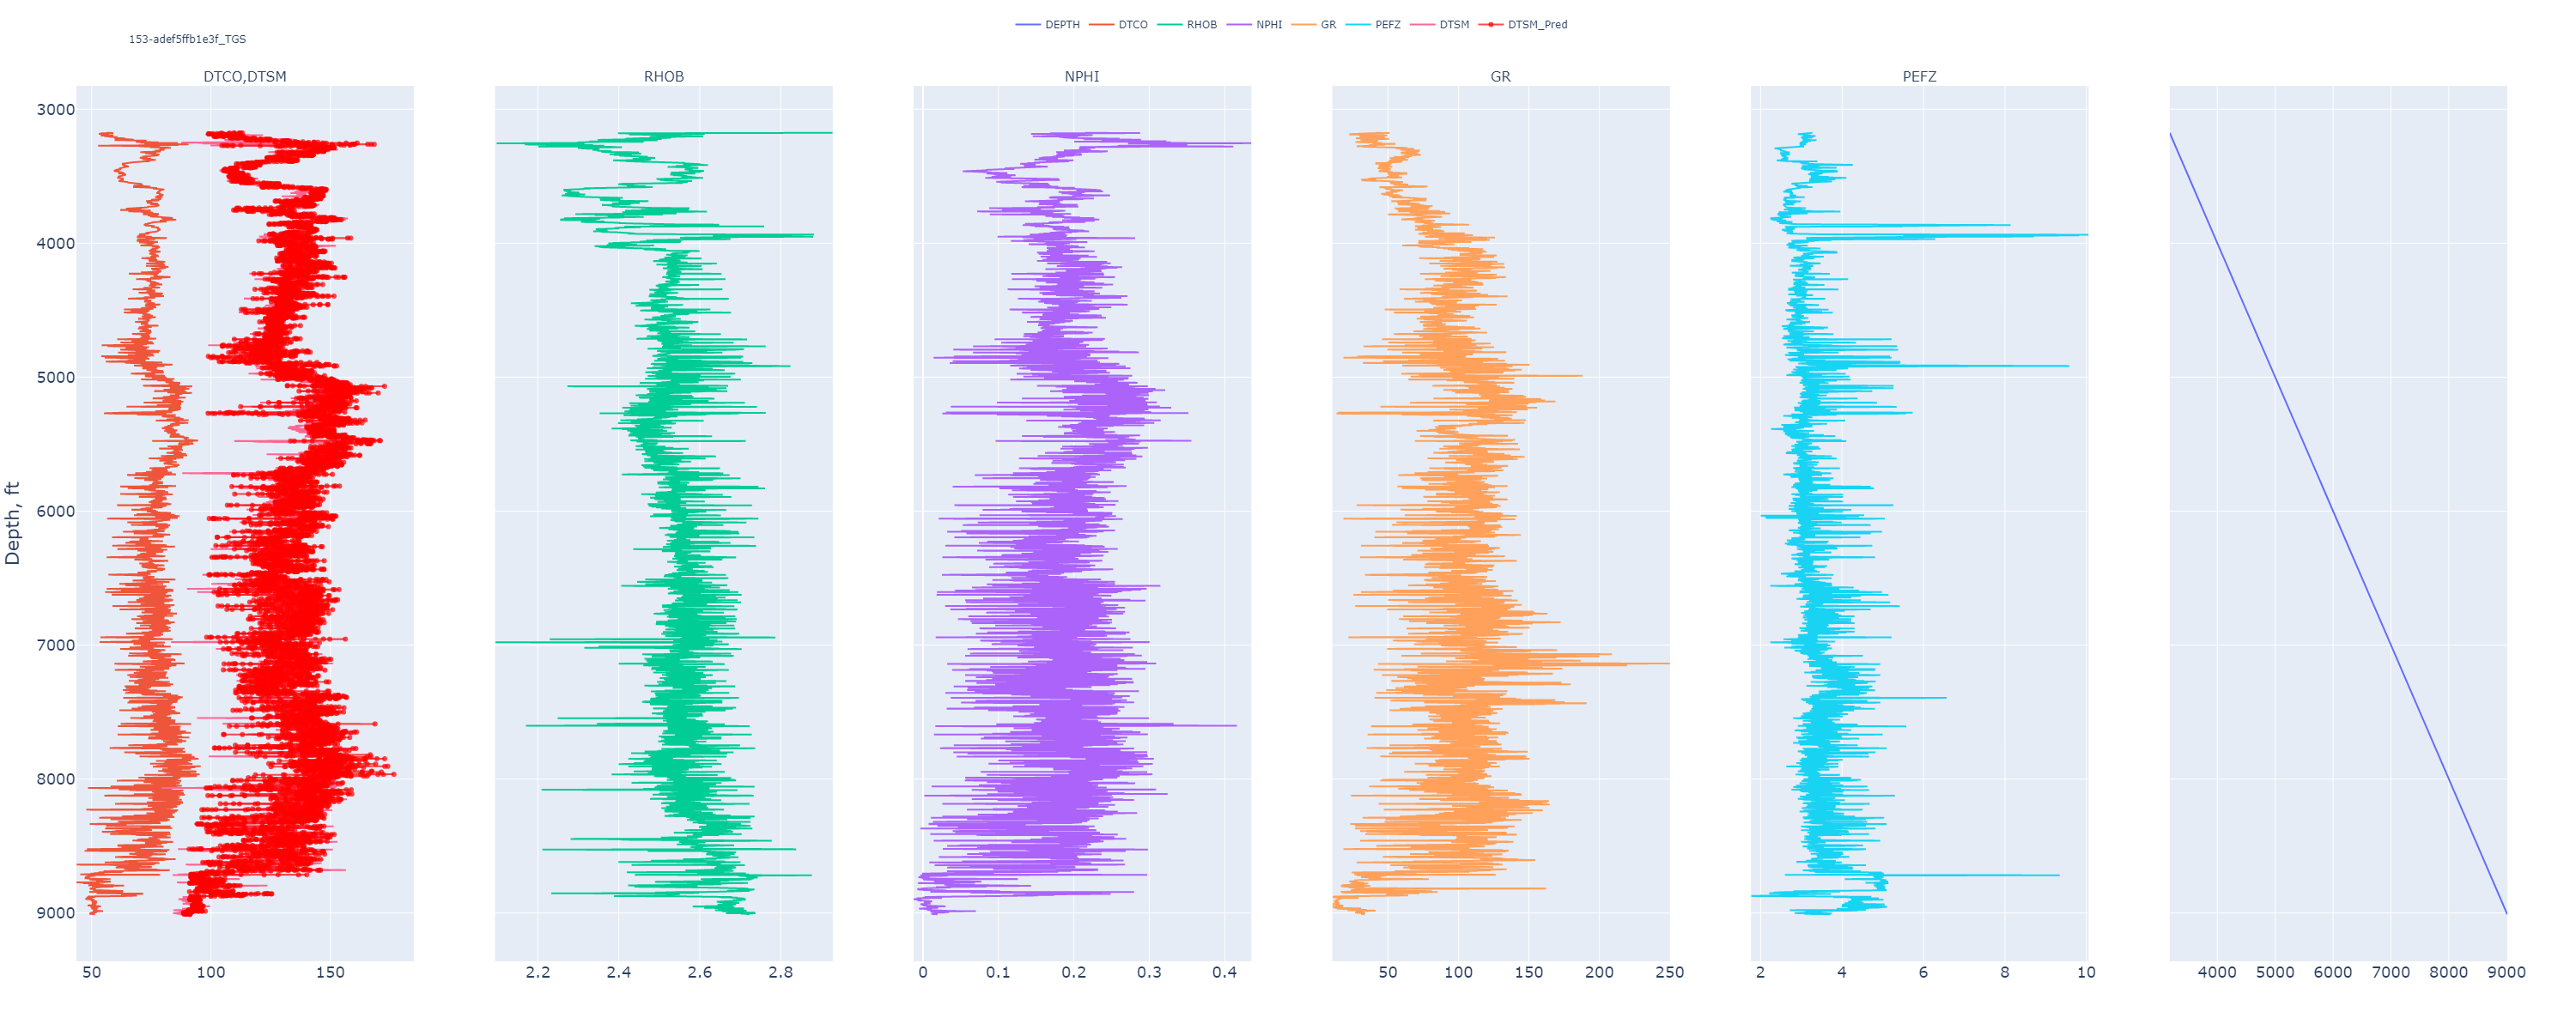 DEPTH DTCO RHOB NPHI GR PEFZ DTSM DTSM_Pred
153-adef5ffb1e3f_TGS
DTCO,DTSM RHOB NPHI GR PEFZ
3000
4000
5000
6000
7000
8000
9000
Depth, ft
50 100 150 2.2 2.4 2.6 2.8 0 0.1 0.2 0.3 0.4 50 100 150 200 250 2 4 6 8 10 4000 5000 6000 7000 8000 9000